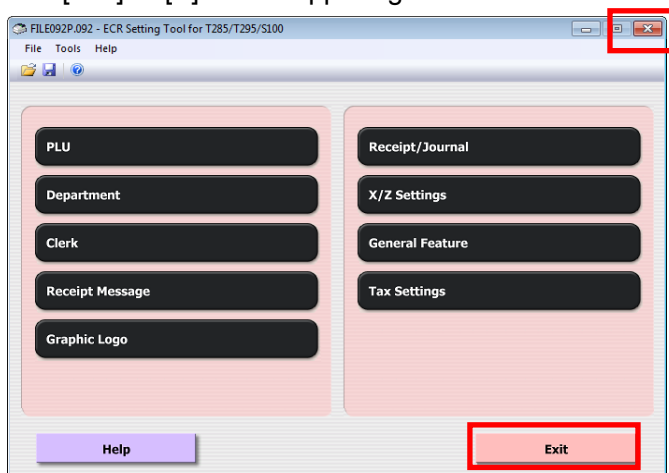 FILE092P.092 - ECR Setting Tool for T285/T295/S100
File Tools Help
PLU
Department
Clerk
Receipt Message
Graphic Logo
Receipt/Journal
X/Z Settings
General Feature
Tax Settings
Help
Exit